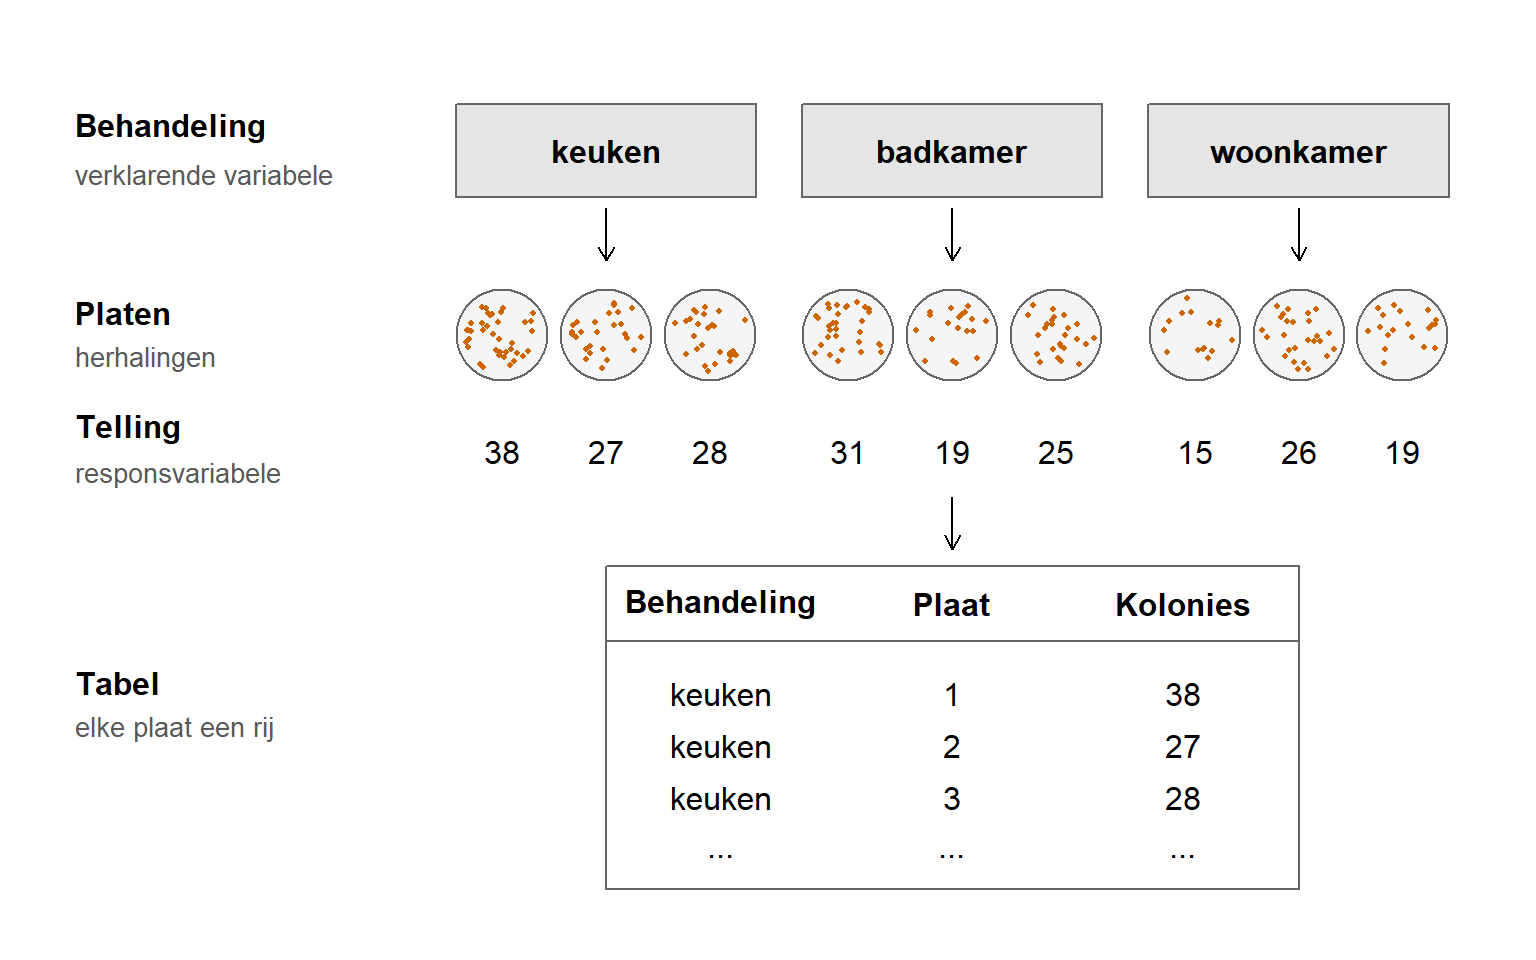 Behandeling
verklarende variabele
keuken badkamer woonkamer
Platen
herhalingen
Telling
responsvariabele
38 27 28 31 19 25 15 26 19
Behandeling Plaat Kolonies
Tabel
elke plaat een rij
keuken 1 38
keuken 2 27
keuken 3 28
... ... ...